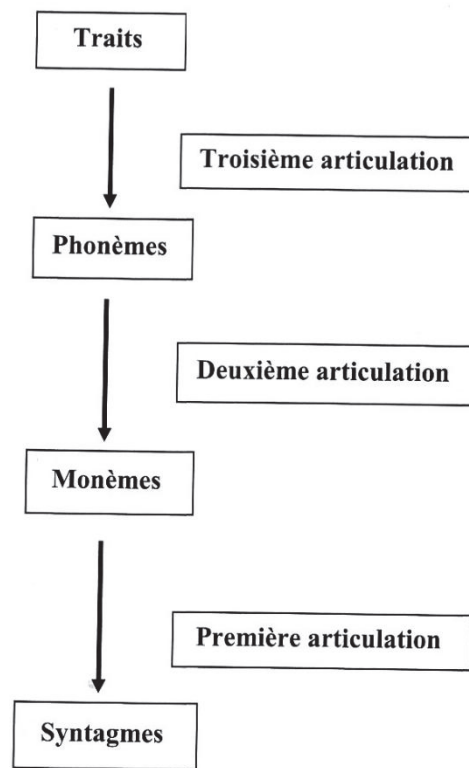 Traits
Troisième articulation
Phonèmes
Deuxième articulation
Monèmes
Première articulation
Syntagmes